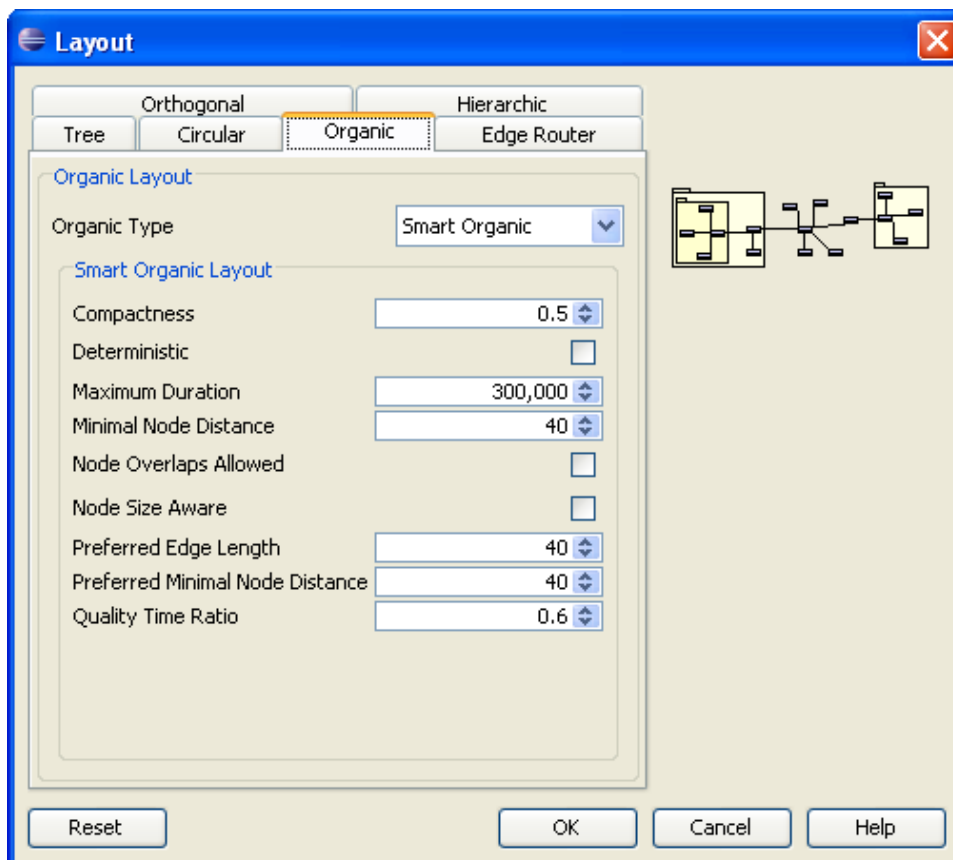 Layout
Orthogonal Hierarchic
Tree Circular Organic Edge Router
Organic Layout
Organic Type Smart Organic
Smart Organic Layout
Compactness 0.5
Deterministic
Maximum Duration 300,000
Minimal Node Distance 40
Node Overlaps Allowed
Node Size Aware
Preferred Edge Length 40
Preferred Minimal Node Distance 40
Quality Time Ratio 0.6
Reset OK Cancel Help